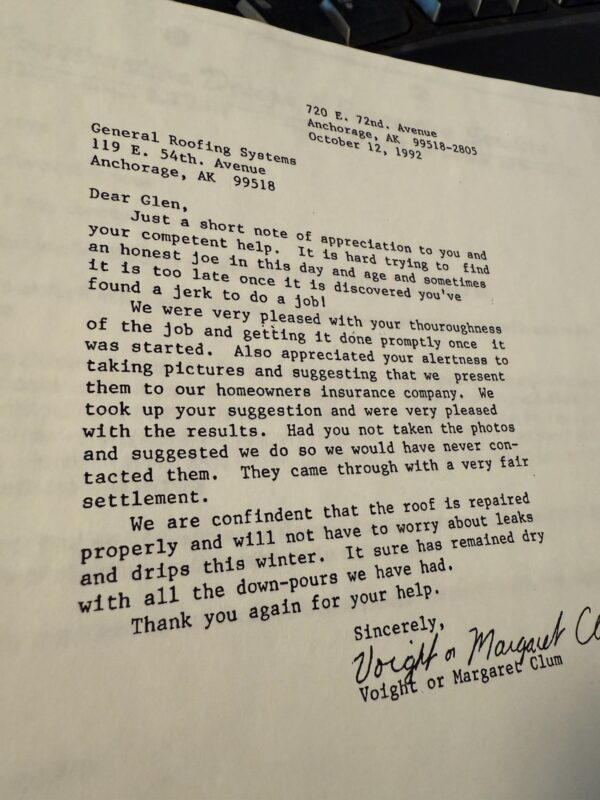 720 E. 72nd. Avenue
Anchorage, AK 99518-2805
October 12, 1992
General Roofing Systems
119 E. 54th. Avenue
Anchorage, AK 99518
Dear Glen,
Just a short note of appreciation to you and
your competent help. It is hard trying to find
an honest joe in this day and age and sometimes
it is too late once it is discovered you've
found a jerk to do a job!
We were very pleased with your thouroughness
of the job and getting it done promptly once it
was started. Also appreciated your alertness to
taking pictures and suggesting that we present
them to our homeowners insurance company. We
took up your suggestion and were very pleased
with the results. Had you not taken the photos
and suggested we do so we would have never con-
tacted them. They came through with a very fair
settlement.
We are confindent that the roof is repaired
properly and will not have to worry about leaks
and drips this winter. It sure has remained dry
with all the down-pours we have had.
Thank you again for your help.
Sincerely,
Voight or Margaret Cl
Voight or Margaret Clum